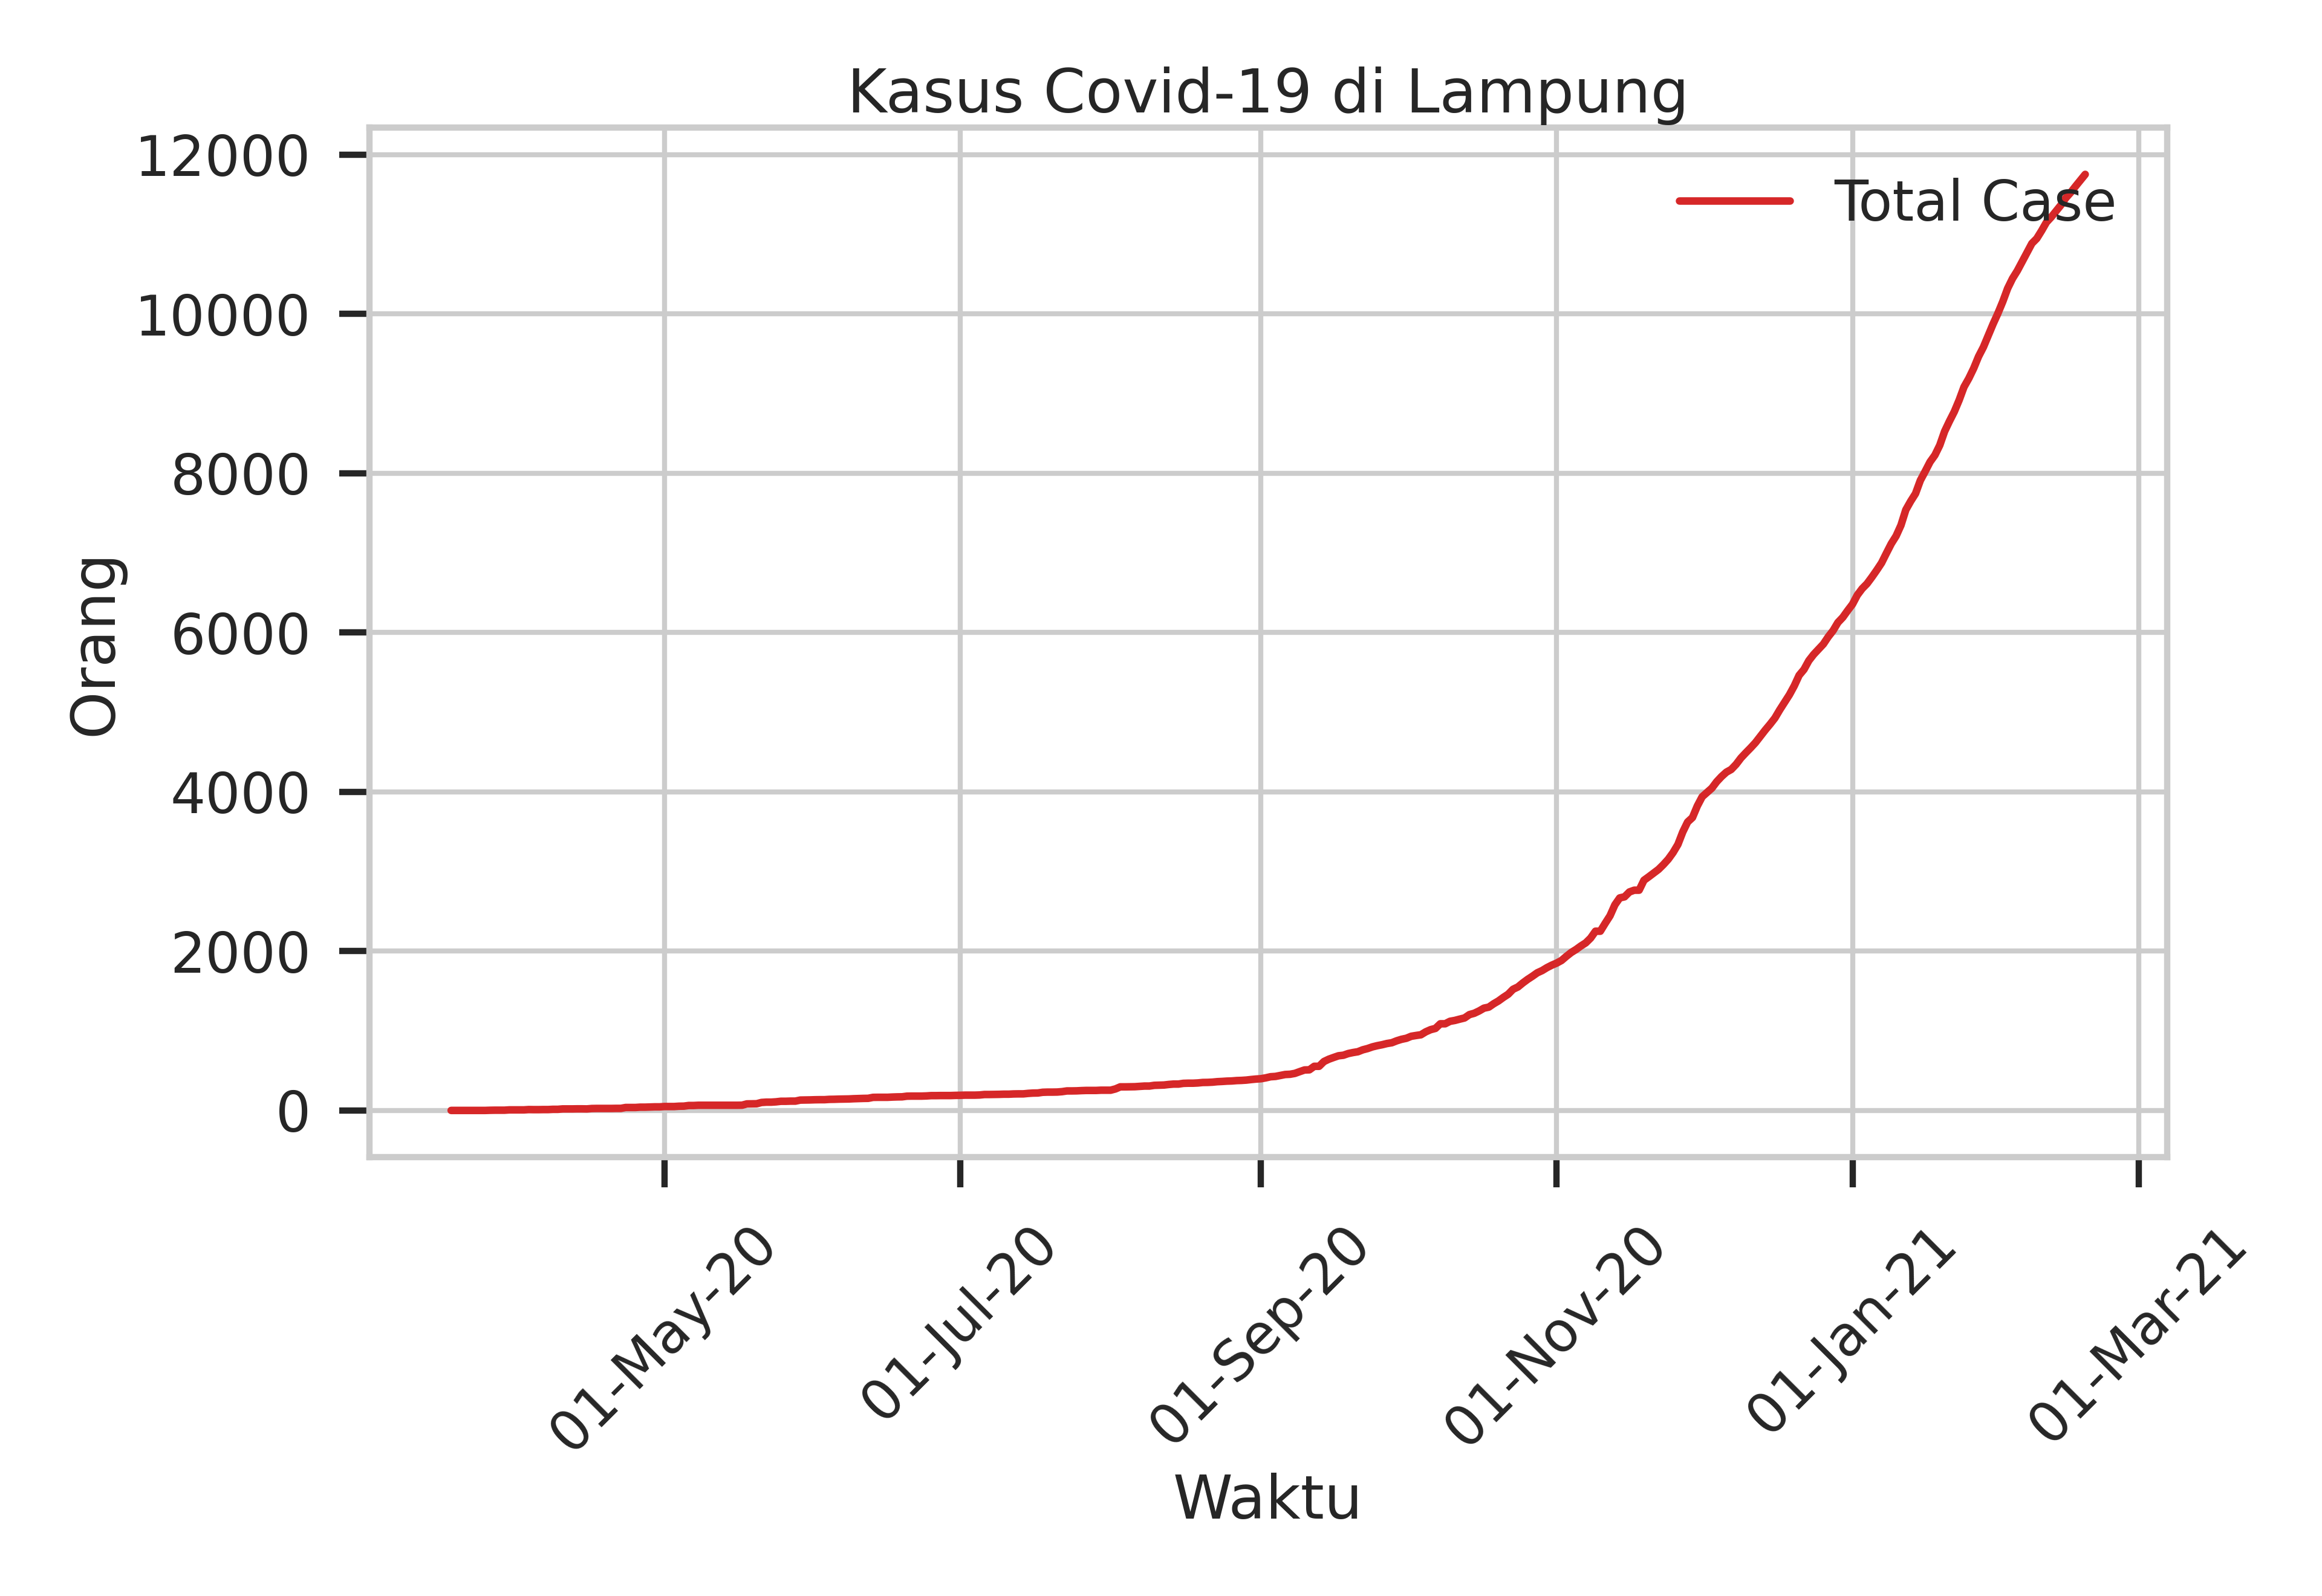 Kasus Covid-19 di Lampung
Total Case
12000
10000
8000
6000
4000
2000
0
Orang
01-May-20
01-Jul-20
01-Sep-20
01-Nov-20
01-Jan-21
01-Mar-21
Waktu